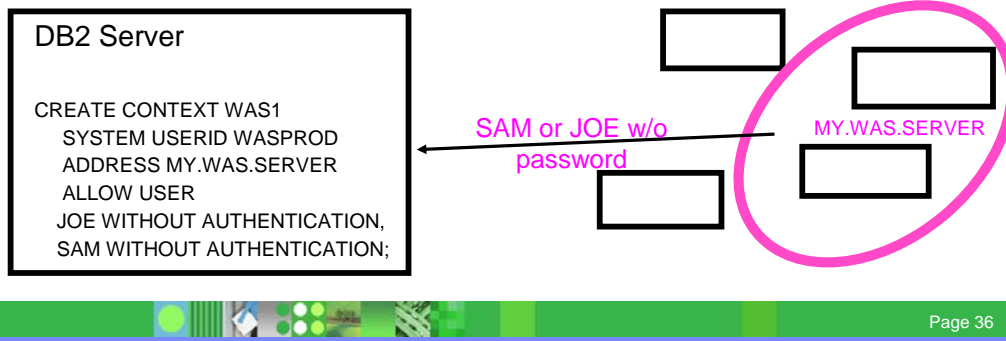 DB2 Server
CREATE CONTEXT WAS1
SYSTEM USERID WASPROD
ADDRESS MY.WAS.SERVER
ALLOW USER
JOE WITHOUT AUTHENTICATION,
SAM WITHOUT AUTHENTICATION;
SAM or JOE w/o
password
MY.WAS.SERVER
Page 36